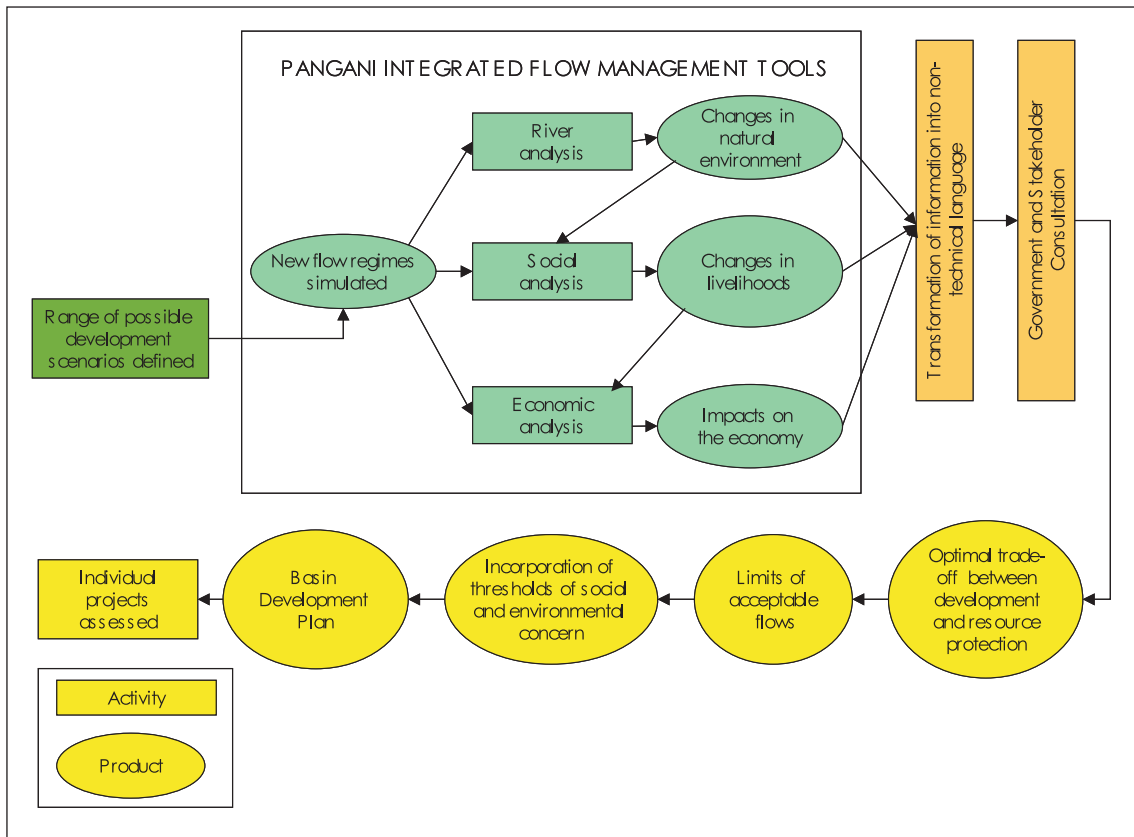 PANGANI INTEGRATED FLOW MANAGEMENT TOOLS
River
analysis
Changes in
natural
environment
New flow regimes
simulated
Social
analysis
Changes in
livelihoods
Range of possible
development
scenarios defined
Economic
analysis
Impacts on
the economy
Transformation of information into non-
technical language
Government and Stakeholder
Consultation
Individual
projects
assessed
Basin
Development
Plan
Incorporation of
thresholds of social
and environmental
concern
Limits of
acceptable
flows
Optimal trade-
off between
development
and resource
protection
Activity
Product